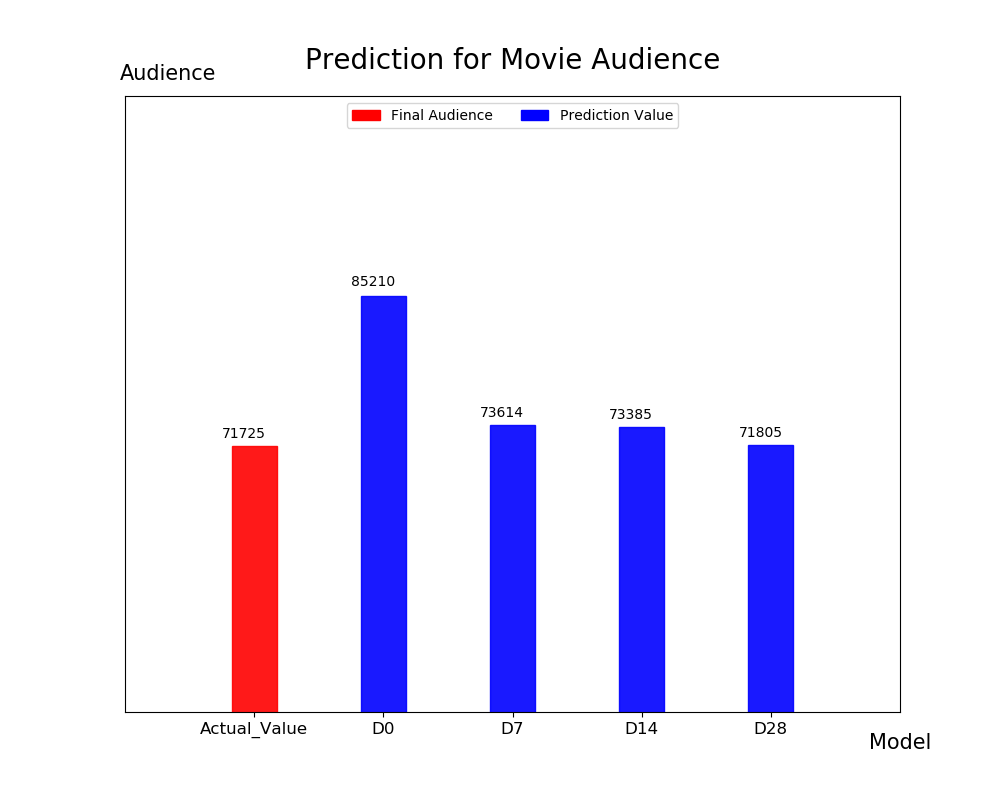 Prediction for Movie Audience
Audience
Final Audience
Prediction Value
85210
73614
73385
71725
71805
Actual_Value
D0
D7
D14
D28
Model